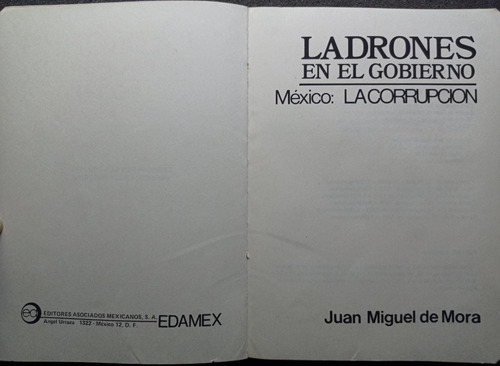 EDITORES ASOCIADOS MEXICANOS, S. A.
Angel Urraza 1322 - México 12, D. F.
EDAMEX
LADRONES
EN EL GOBIERNO
México: LA CORRUPCION
Juan Miguel de Mora